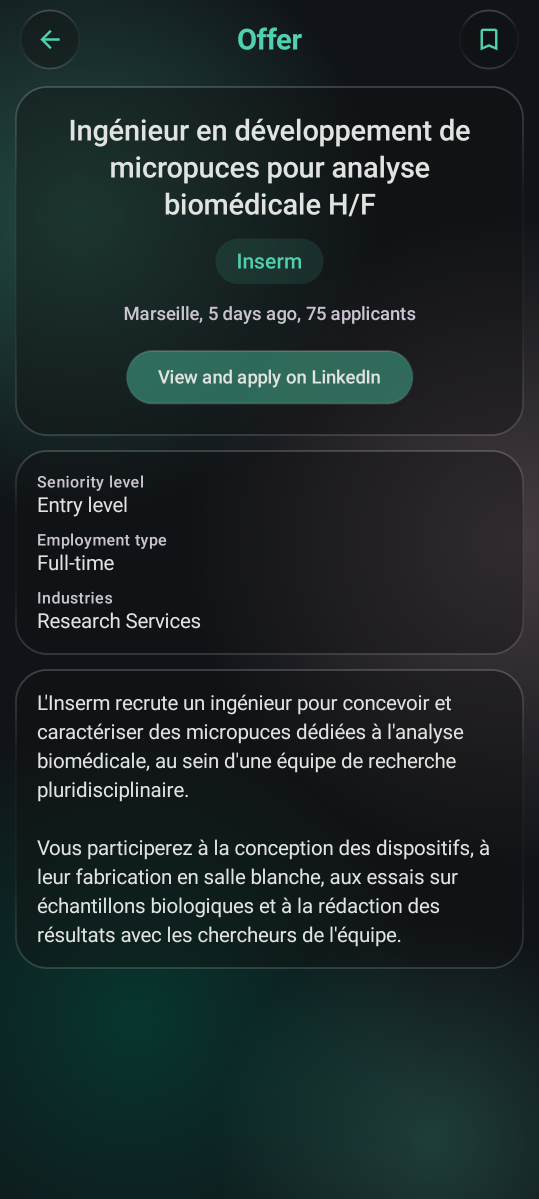 Offer
Ingénieur en développement de
micropuces pour analyse
biomédicale H/F
Inserm
Marseille, 5 days ago, 75 applicants
View and apply on LinkedIn
Seniority level
Entry level
Employment type
Full-time
Industries
Research Services
L'Inserm recrute un ingénieur pour concevoir et
caractériser des micropuces dédiées à l'analyse
biomédicale, au sein d'une équipe de recherche
pluridisciplinaire.
Vous participerez à la conception des dispositifs, à
leur fabrication en salle blanche, aux essais sur
échantillons biologiques et à la rédaction des
résultats avec les chercheurs de l'équipe.